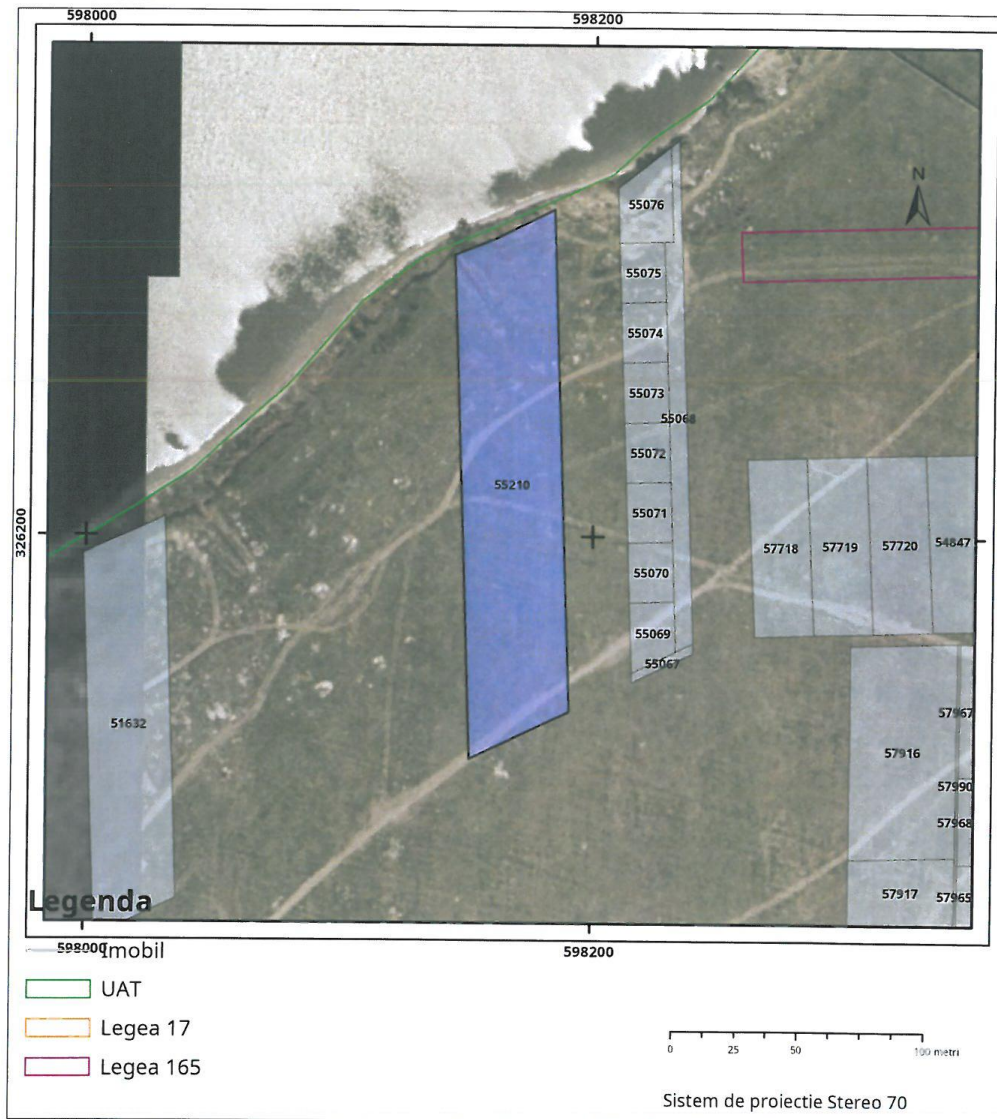 598000 598200
N
55076
55075
55074
55073
55068
55072
55210
55071
326200
57718 57719 57720 54847
55070
55069
55067
57967
51632
57916
57990
57968
57917 57965
Legenda
598000 598200
Imobil
UAT
Legea 17
Legea 165
0 25 50 100 metri
Sistem de proiectie Stereo 70